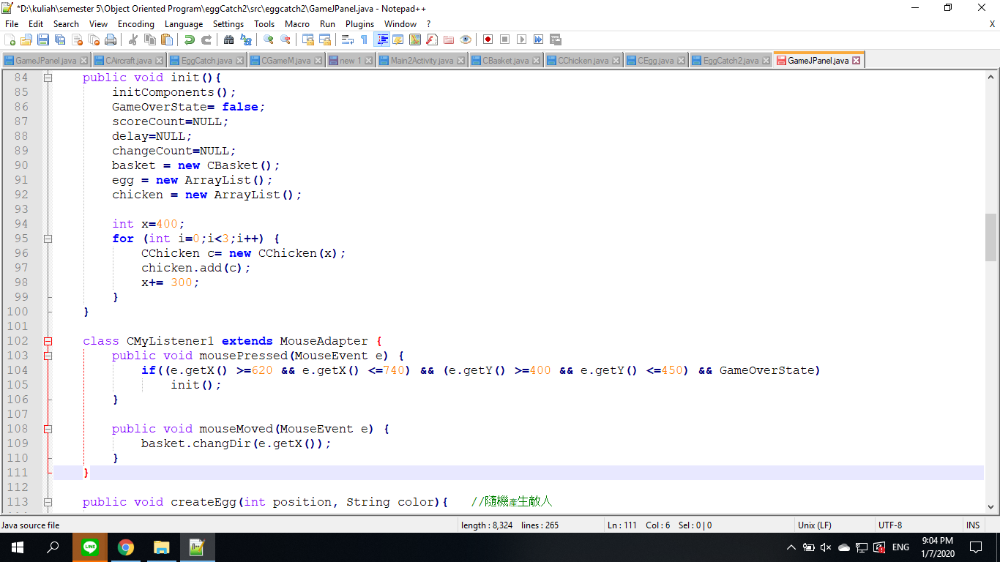 *D:\kuliah\semester 5\Object Oriented Program\eggCatch2\src\eggcatch2\GameJPanel.java - Notepad++
File Edit Search View Encoding Language Settings Tools Macro Run Plugins Window ? X
GameJPanel.java CAircraft.java EggCatch.java CGameM.java new 1 Main2Activity.java CBasket.java CChicken.java CEgg.java EggCatch2.java GameJPanel.java
84 public void init(){
85 initComponents();
86 GameOverState= false;
87 scoreCount=NULL;
88 delay=NULL;
89 changeCount=NULL;
90 basket = new CBasket();
91 egg = new ArrayList();
92 chicken = new ArrayList();
93
94 int x=400;
95 for (int i=0;i<3;i++) {
96 CChicken c= new CChicken(x);
97 chicken.add(c);
98 x+= 300;
99 }
100 }
101
102 class CMyListener1 extends MouseAdapter {
103 public void mousePressed(MouseEvent e) {
104 if((e.getX() >=620 && e.getX() <=740) && (e.getY() >=400 && e.getY() <=450) && GameOverState)
105 init();
106 }
107
108 public void mouseMoved(MouseEvent e) {
109 basket.changDir(e.getX());
110 }
111 }
112
113 public void createEgg(int position, String color){ //隨機產生敵人
Java source file length : 8,324 lines : 265 Ln : 111 Col : 6 Sel : 0 | 0 Unix (LF) UTF-8 INS
LINE ENG 9:04 PM
1/7/2020